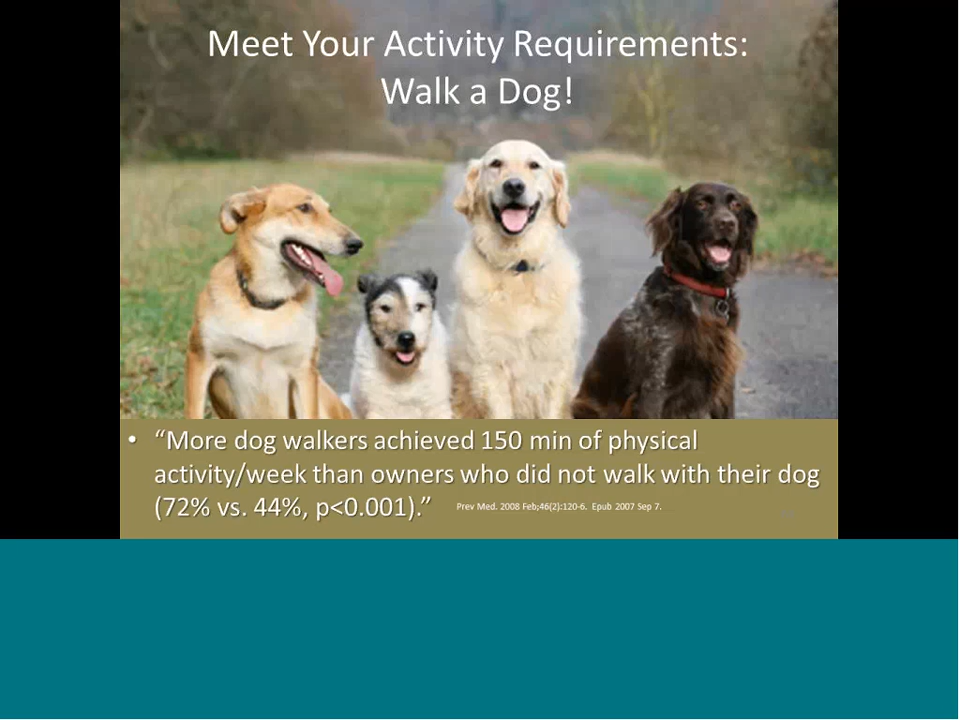 Meet Your Activity Requirements:
Walk a Dog!
• “More dog walkers achieved 150 min of physical
activity/week than owners who did not walk with their dog
(72% vs. 44%, p<0.001).” Prev Med. 2008 Feb;46(2):120-6. Epub 2007 Sep 7.